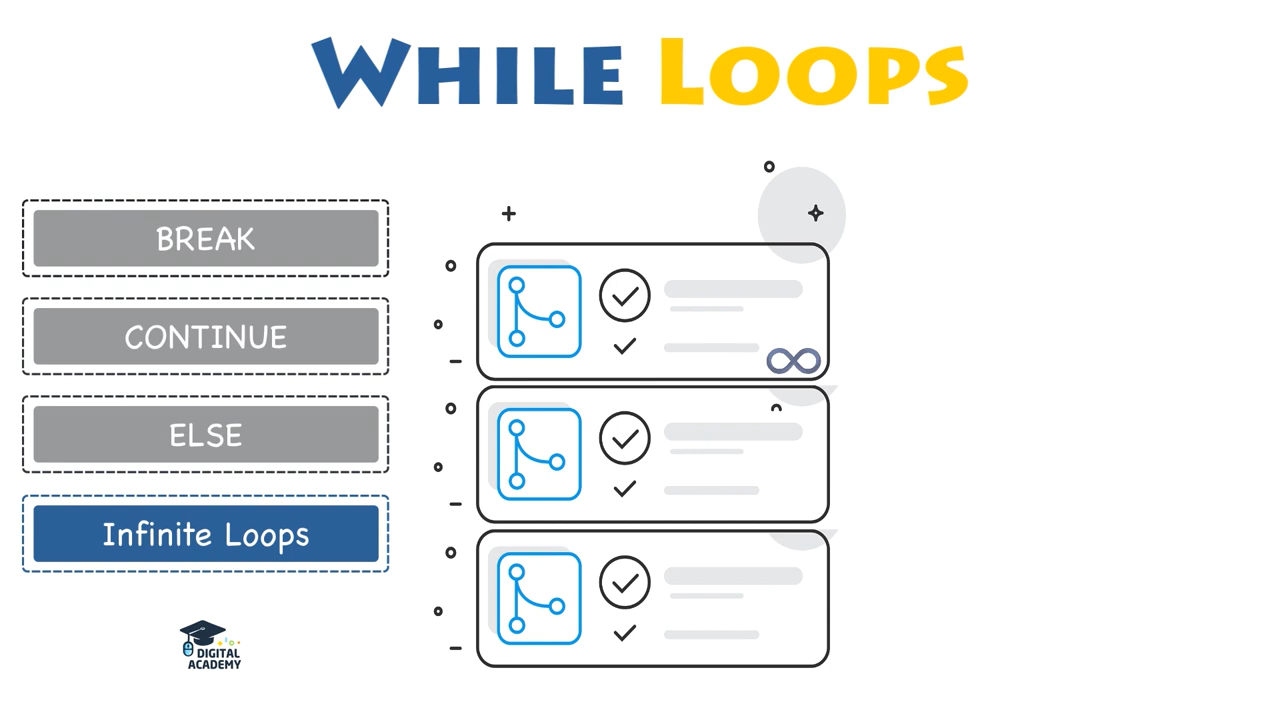 WHILE LOOPS
BREAK
CONTINUE
ELSE
Infinite Loops
DIGITAL
ACADEMY